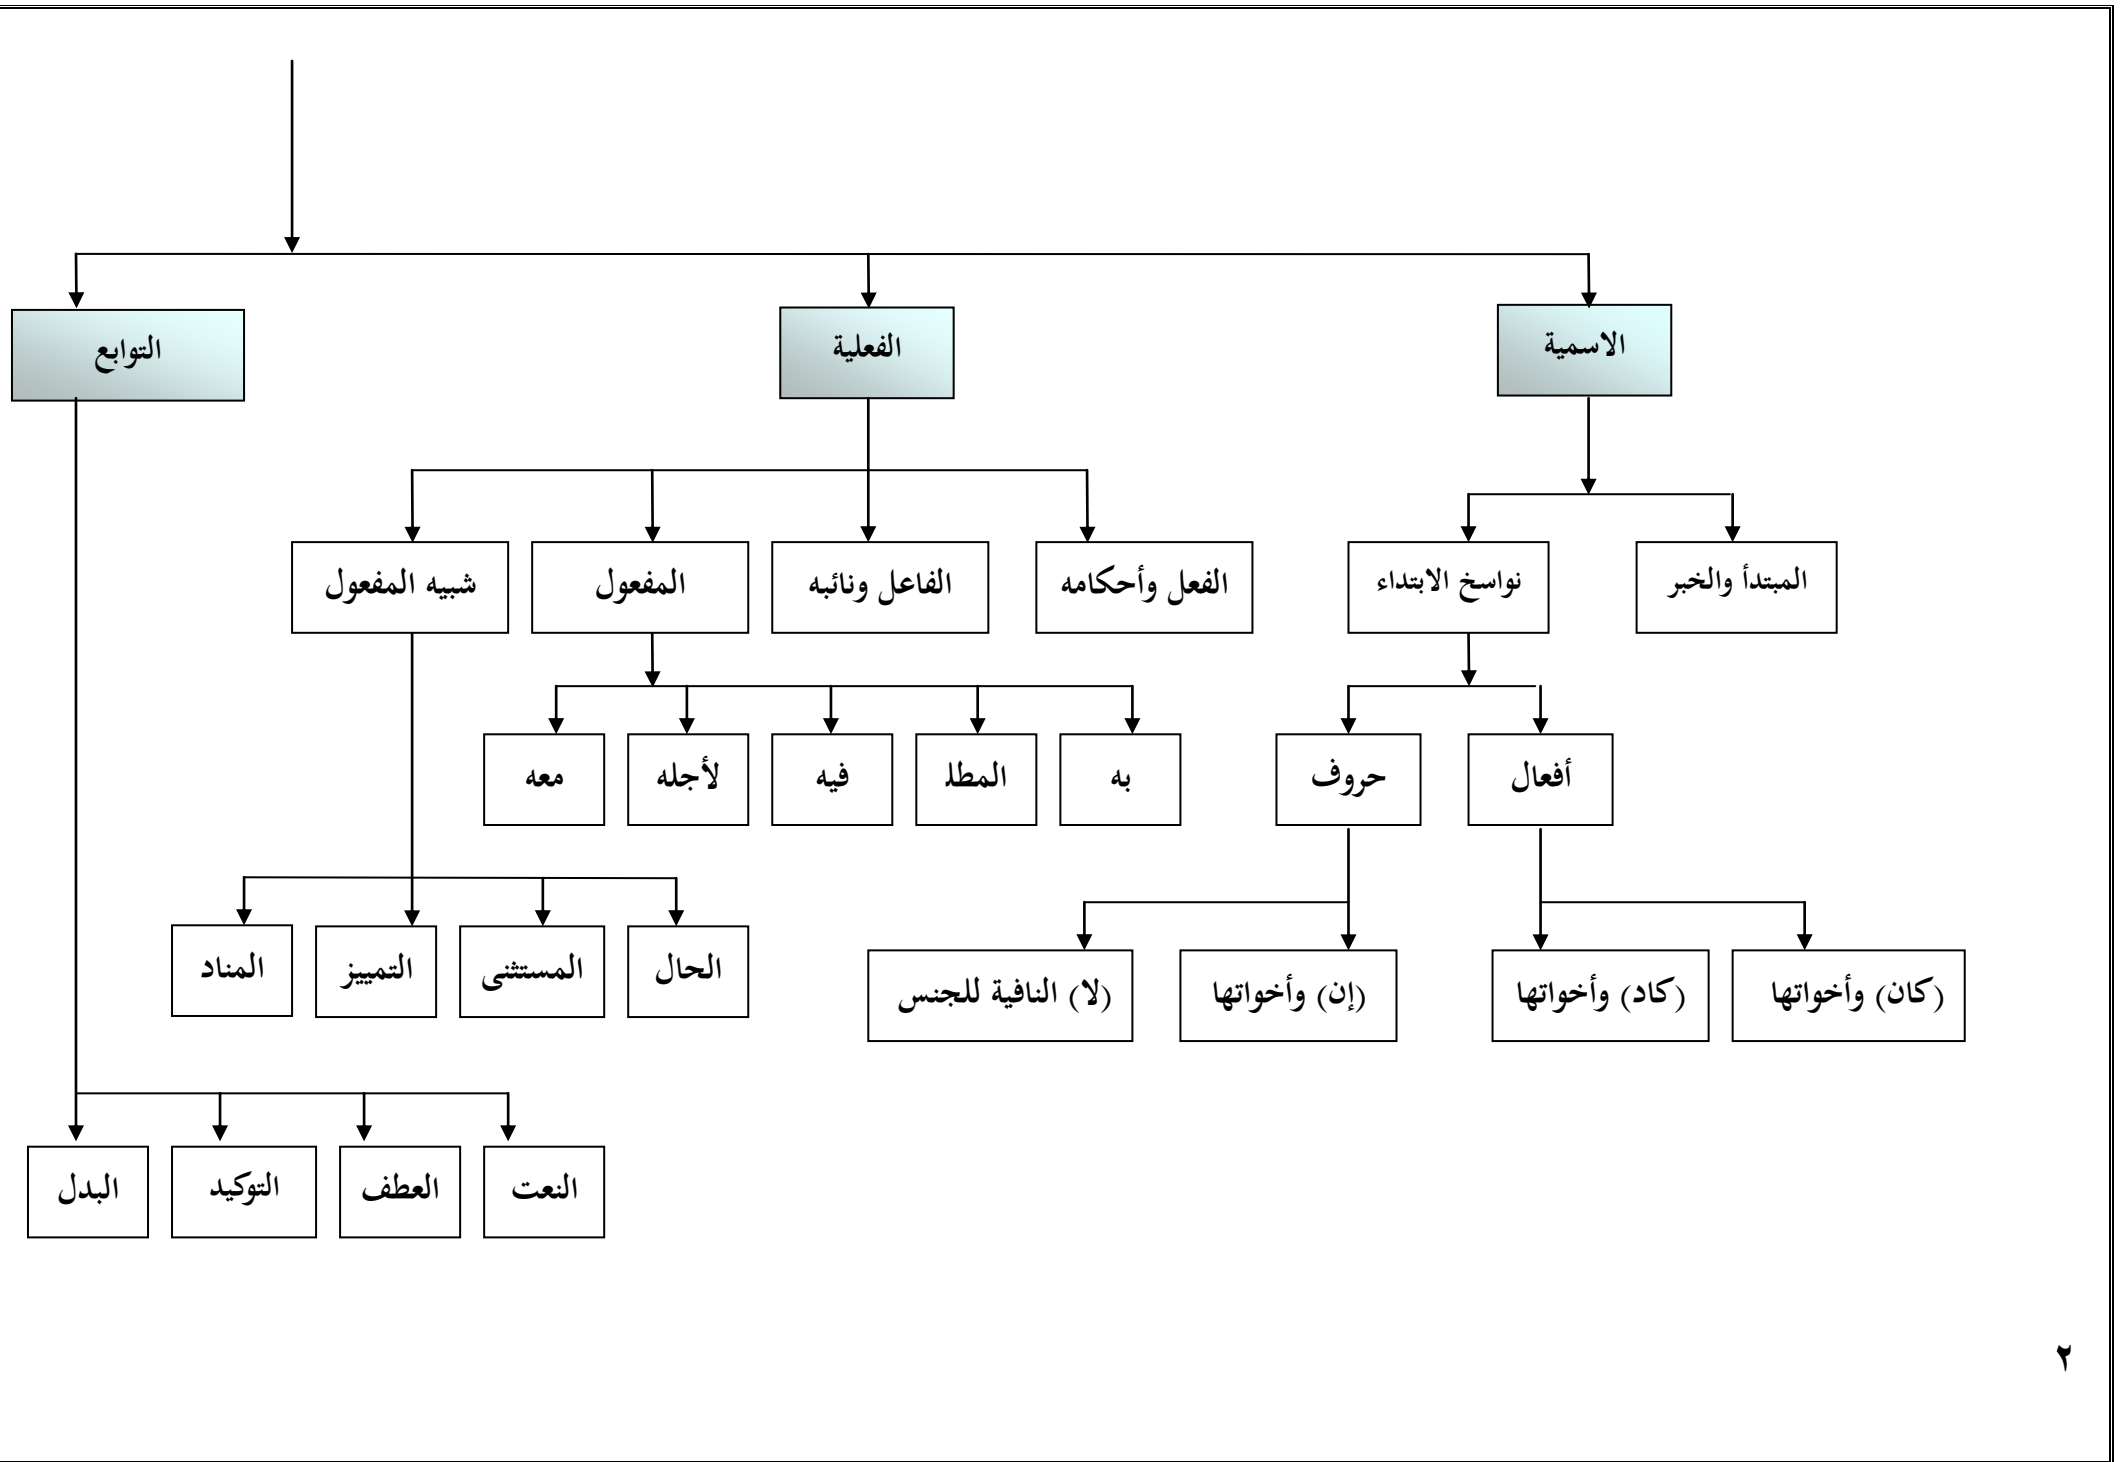 الاسمية
الفعلية
التوابع
المبتدأ والخبر
نواسخ الابتداء
الفعل وأحكامه
الفاعل ونائبه
المفعول
شبيه المفعول
أفعال
حروف
به
المطلـ
فيه
لأجله
معه
(كان) وأخواتها
(كاد) وأخواتها
(إن) وأخواتها
(لا) النافية للجنس
الحال
المستثنى
التمييز
المناد
النعت
العطف
التوكيد
البدل
٢